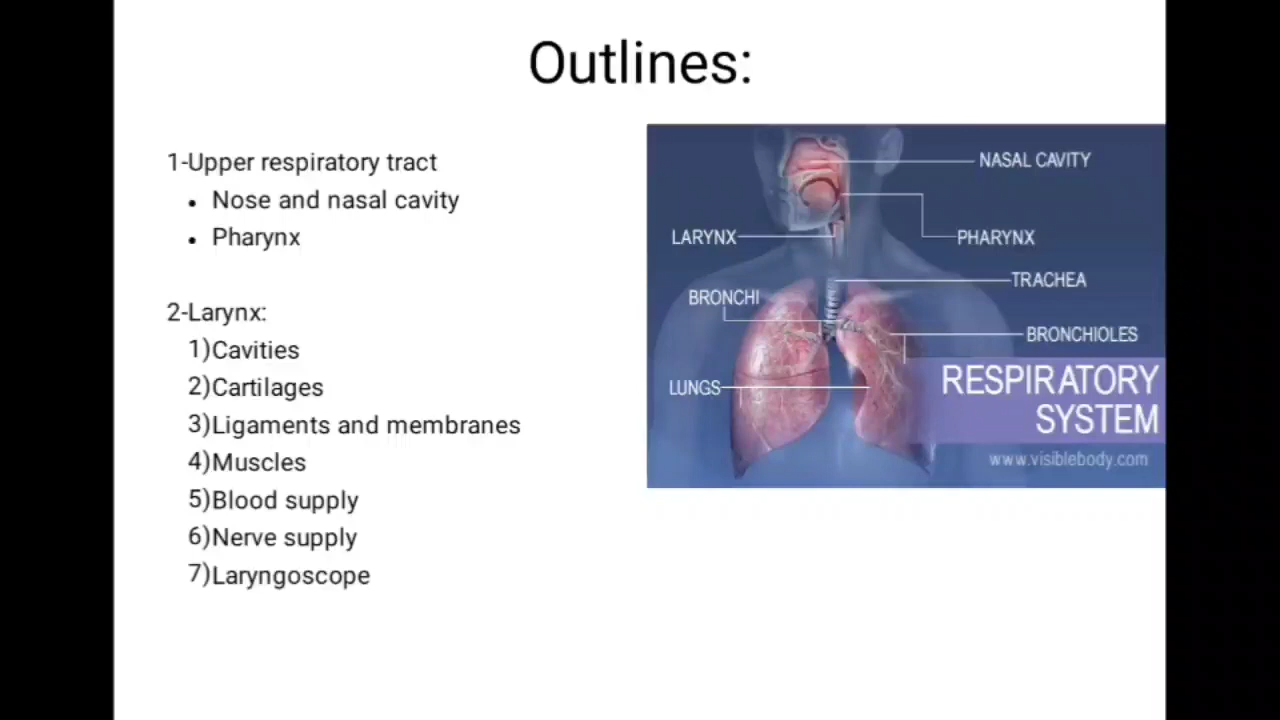 Outlines:
1-Upper respiratory tract
• Nose and nasal cavity
• Pharynx
2-Larynx:
1)Cavities
2)Cartilages
3)Ligaments and membranes
4)Muscles
5)Blood supply
6)Nerve supply
7)Laryngoscope
NASAL CAVITY
LARYNX
PHARYNX
TRACHEA
BRONCHI
BRONCHIOLES
LUNGS
RESPIRATORY
SYSTEM
www.visiblebody.com